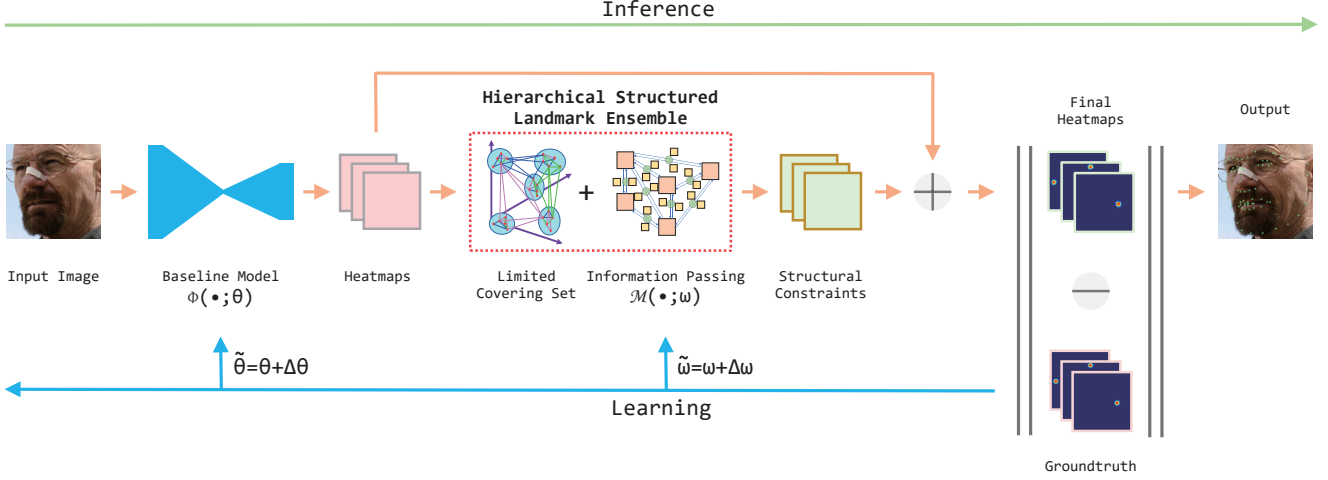 Inference
Hierarchical Structured
Landmark Ensemble
Final
Heatmaps
Output
+
Input Image
Baseline Model
Φ(•;θ)
Heatmaps
Limited
Covering Set
Information Passing
ℳ(•;ω)
Structural
Constraints
θ̃=θ+Δθ
ω̃=ω+Δω
Learning
Groundtruth